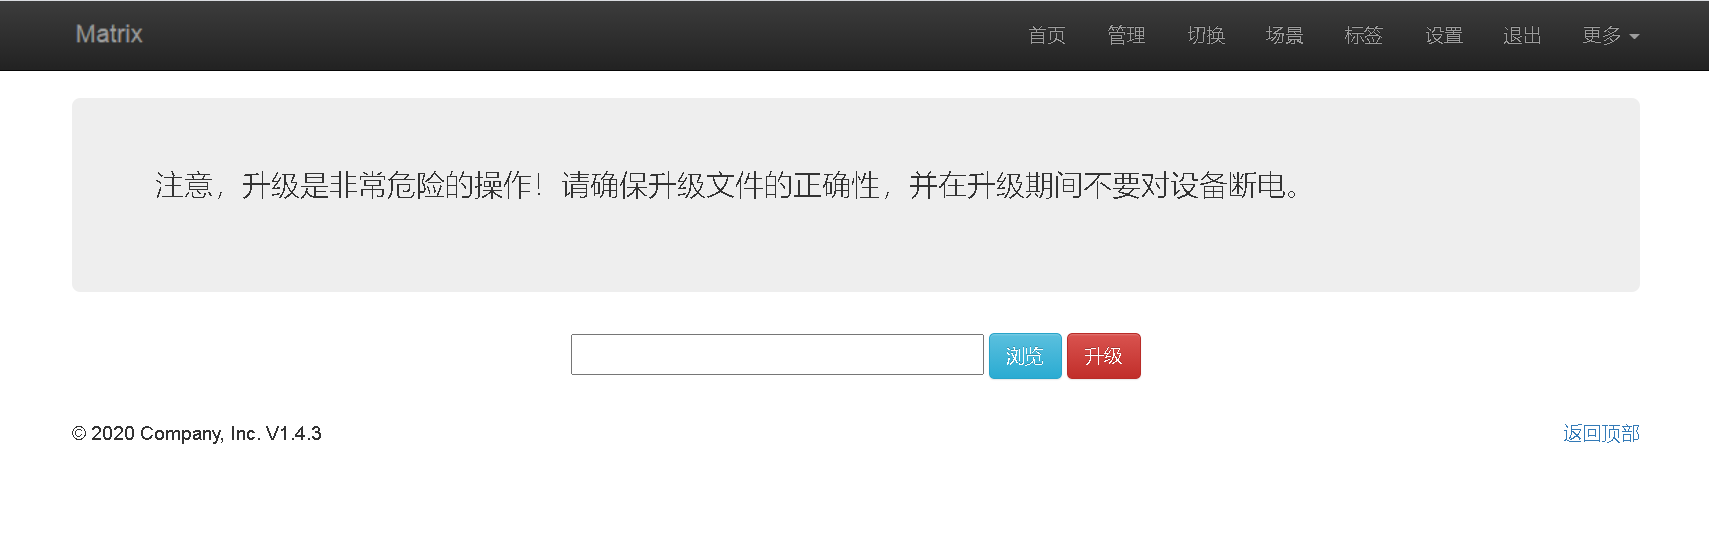 Matrix 首页 管理 切换 场景 标签 设置 退出 更多
注意，升级是非常危险的操作！请确保升级文件的正确性，并在升级期间不要对设备断电。
浏览 升级
© 2020 Company, Inc. V1.4.3 返回顶部